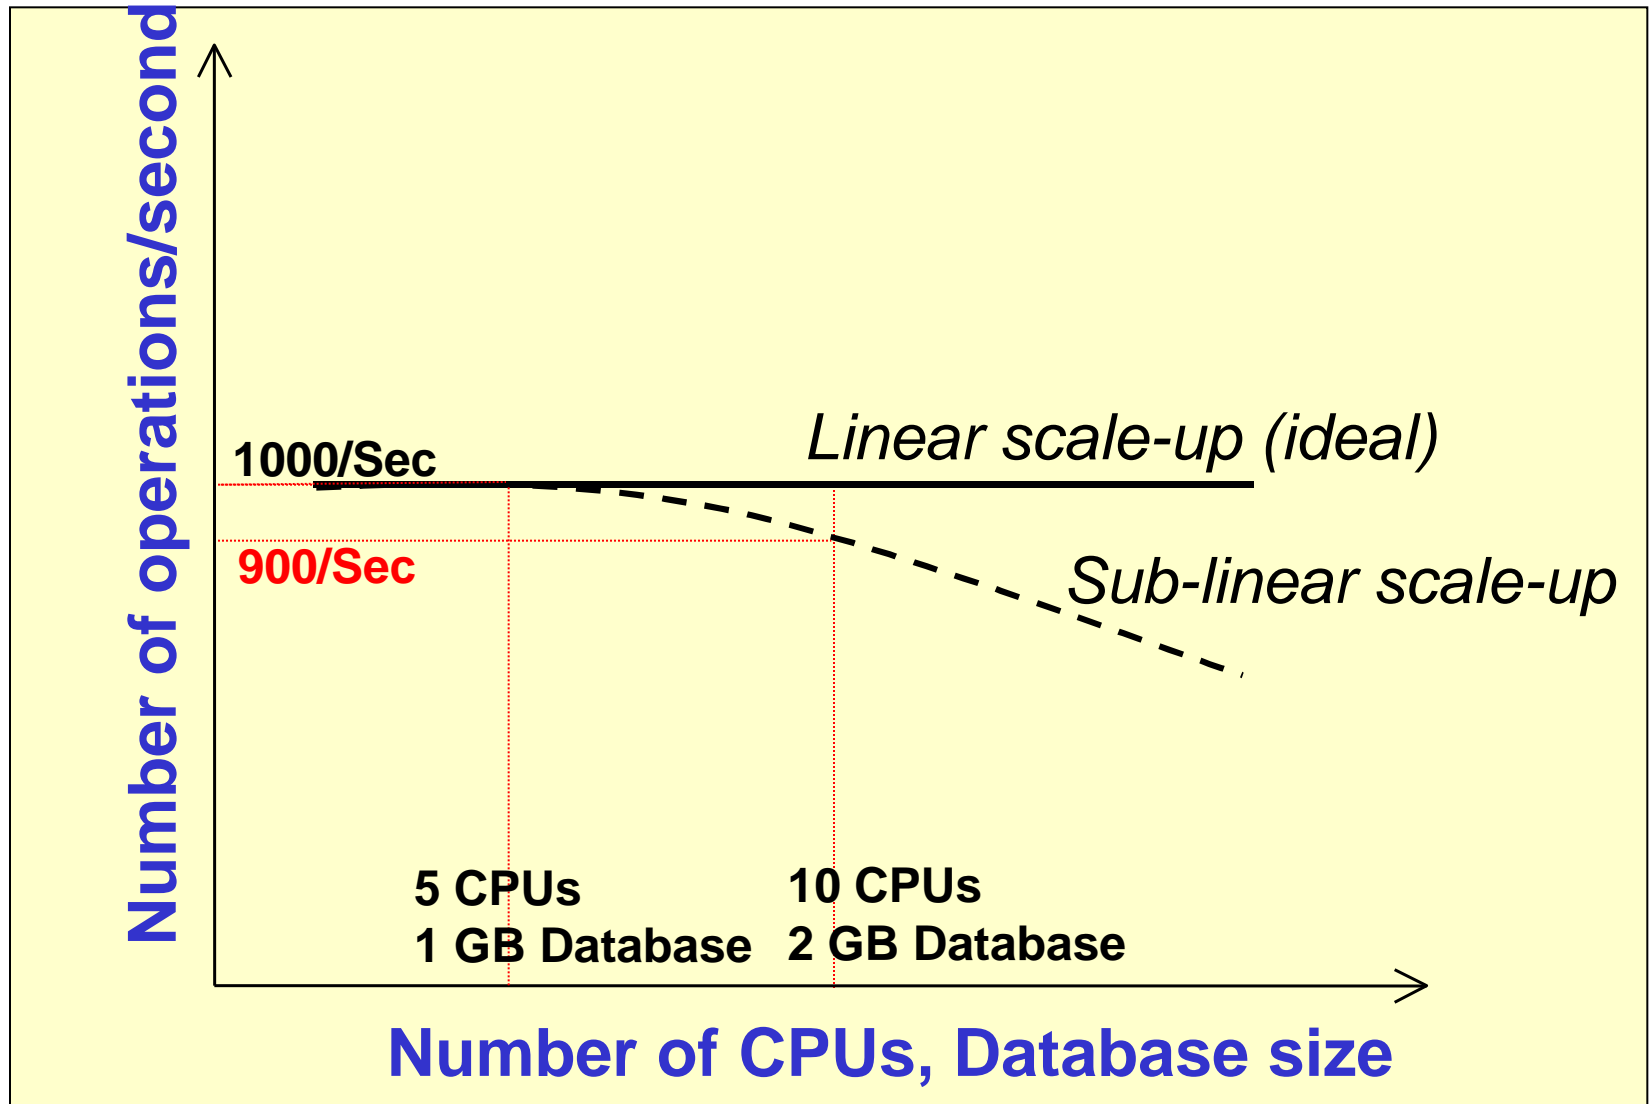 Number of operations/second
Linear scale-up (ideal)
1000/Sec
900/Sec
Sub-linear scale-up
5 CPUs
1 GB Database
10 CPUs
2 GB Database
Number of CPUs, Database size